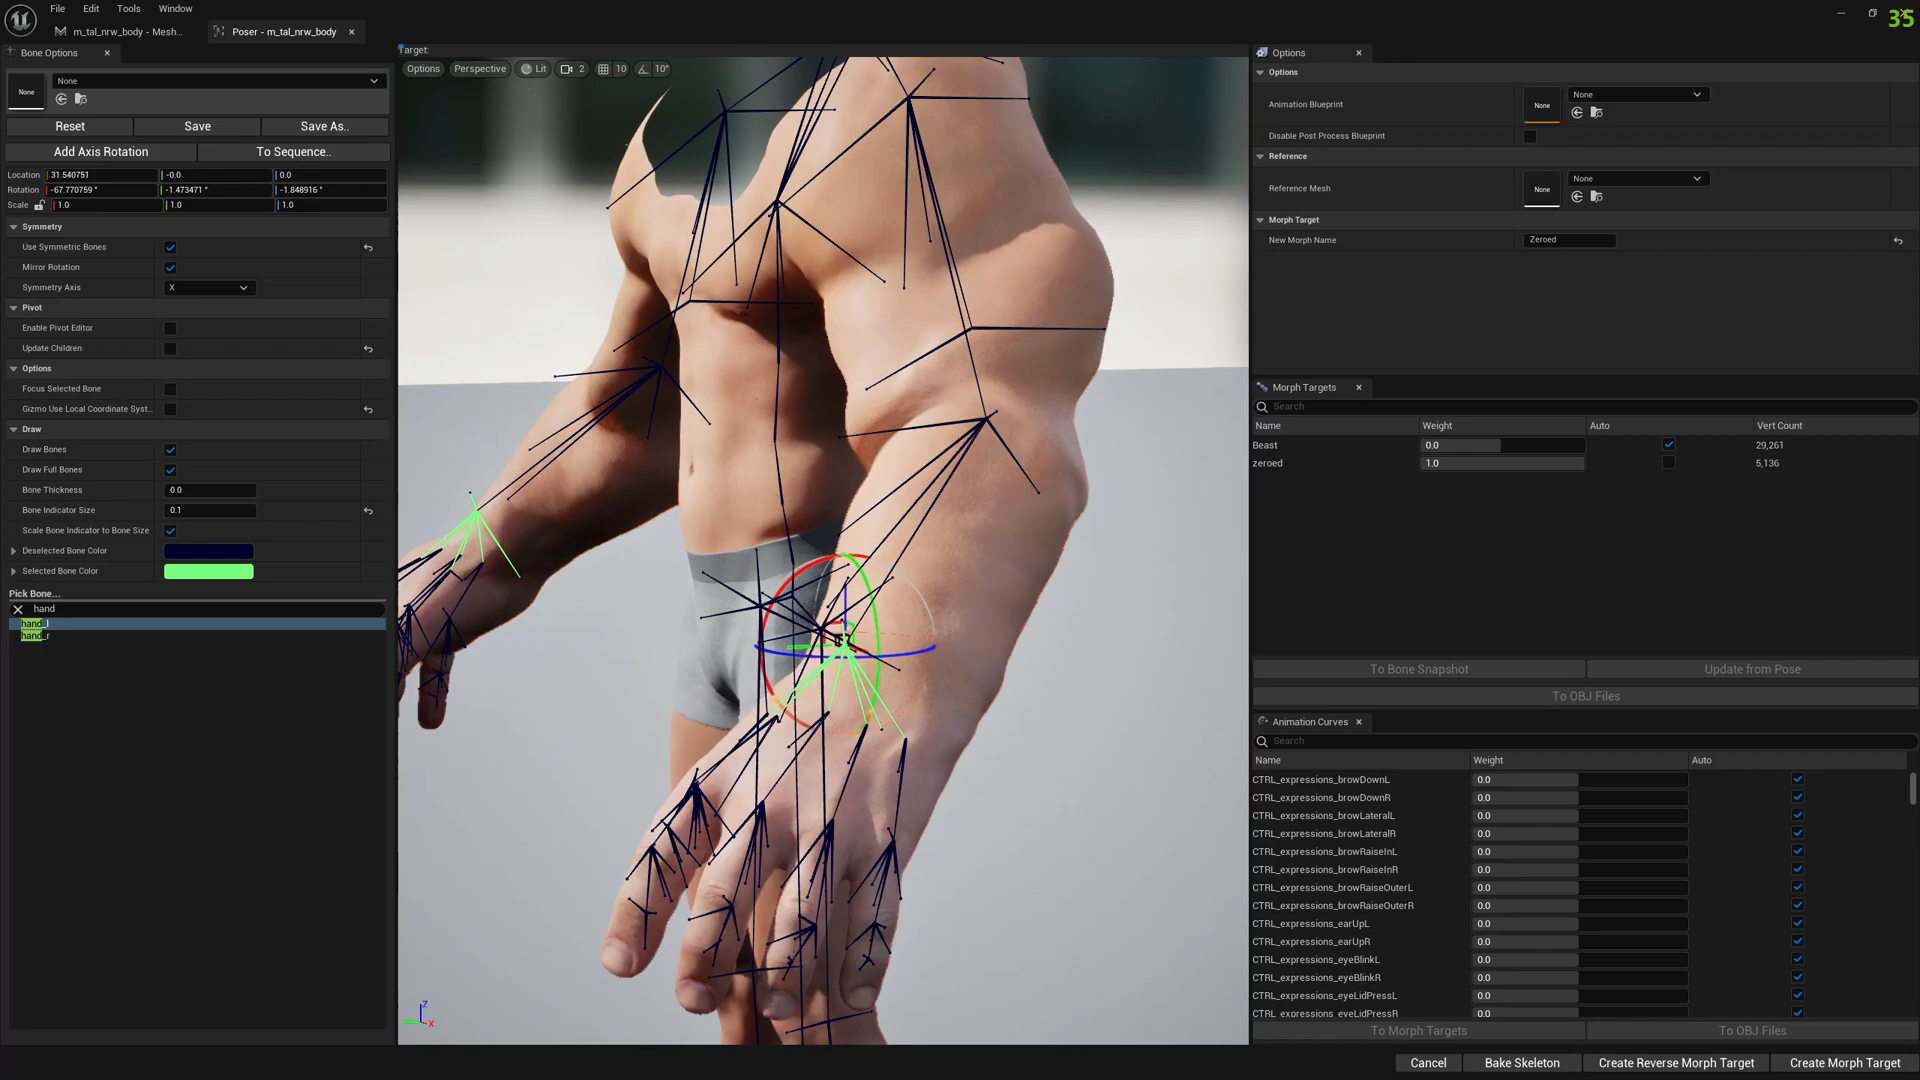 File Edit Tools Window
35
m_tal_nrw_body - Mesh...
Poser - m_tal_nrw_body
Bone Options
None
None
Reset
Save
Save As..
Add Axis Rotation
To Sequence..
Location 31.540751 -0.0 0.0
Rotation -67.770759 ° -1.473471 ° -1.848916 °
Scale 1.0 1.0 1.0
Symmetry
Use Symmetric Bones
Mirror Rotation
Symmetry Axis X
Pivot
Enable Pivot Editor
Update Children
Options
Focus Selected Bone
Gizmo Use Local Coordinate Syst...
Draw
Draw Bones
Draw Full Bones
Bone Thickness 0.0
Bone Indicator Size 0.1
Scale Bone Indicator to Bone Size
Deselected Bone Color
Selected Bone Color
Pick Bone...
hand
hand_l
hand_r
Target:
Options Perspective Lit 2 10 10°
Z
X
Options
Options
Animation Blueprint None None
Disable Post Process Blueprint
Reference
Reference Mesh None None
Morph Target
New Morph Name Zeroed
Morph Targets
Search
Name Weight Auto Vert Count
Beast 0.0 29,261
zeroed 1.0 5,136
To Bone Snapshot
Update from Pose
To OBJ Files
Animation Curves
Search
Name Weight Auto
CTRL_expressions_browDownL 0.0
CTRL_expressions_browDownR 0.0
CTRL_expressions_browLateralL 0.0
CTRL_expressions_browLateralR 0.0
CTRL_expressions_browRaiseInL 0.0
CTRL_expressions_browRaiseInR 0.0
CTRL_expressions_browRaiseOuterL 0.0
CTRL_expressions_browRaiseOuterR 0.0
CTRL_expressions_earUpL 0.0
CTRL_expressions_earUpR 0.0
CTRL_expressions_eyeBlinkL 0.0
CTRL_expressions_eyeBlinkR 0.0
CTRL_expressions_eyeLidPressL 0.0
CTRL_expressions_eyeLidPressR 0.0
To Morph Targets
To OBJ Files
Cancel
Bake Skeleton
Create Reverse Morph Target
Create Morph Target